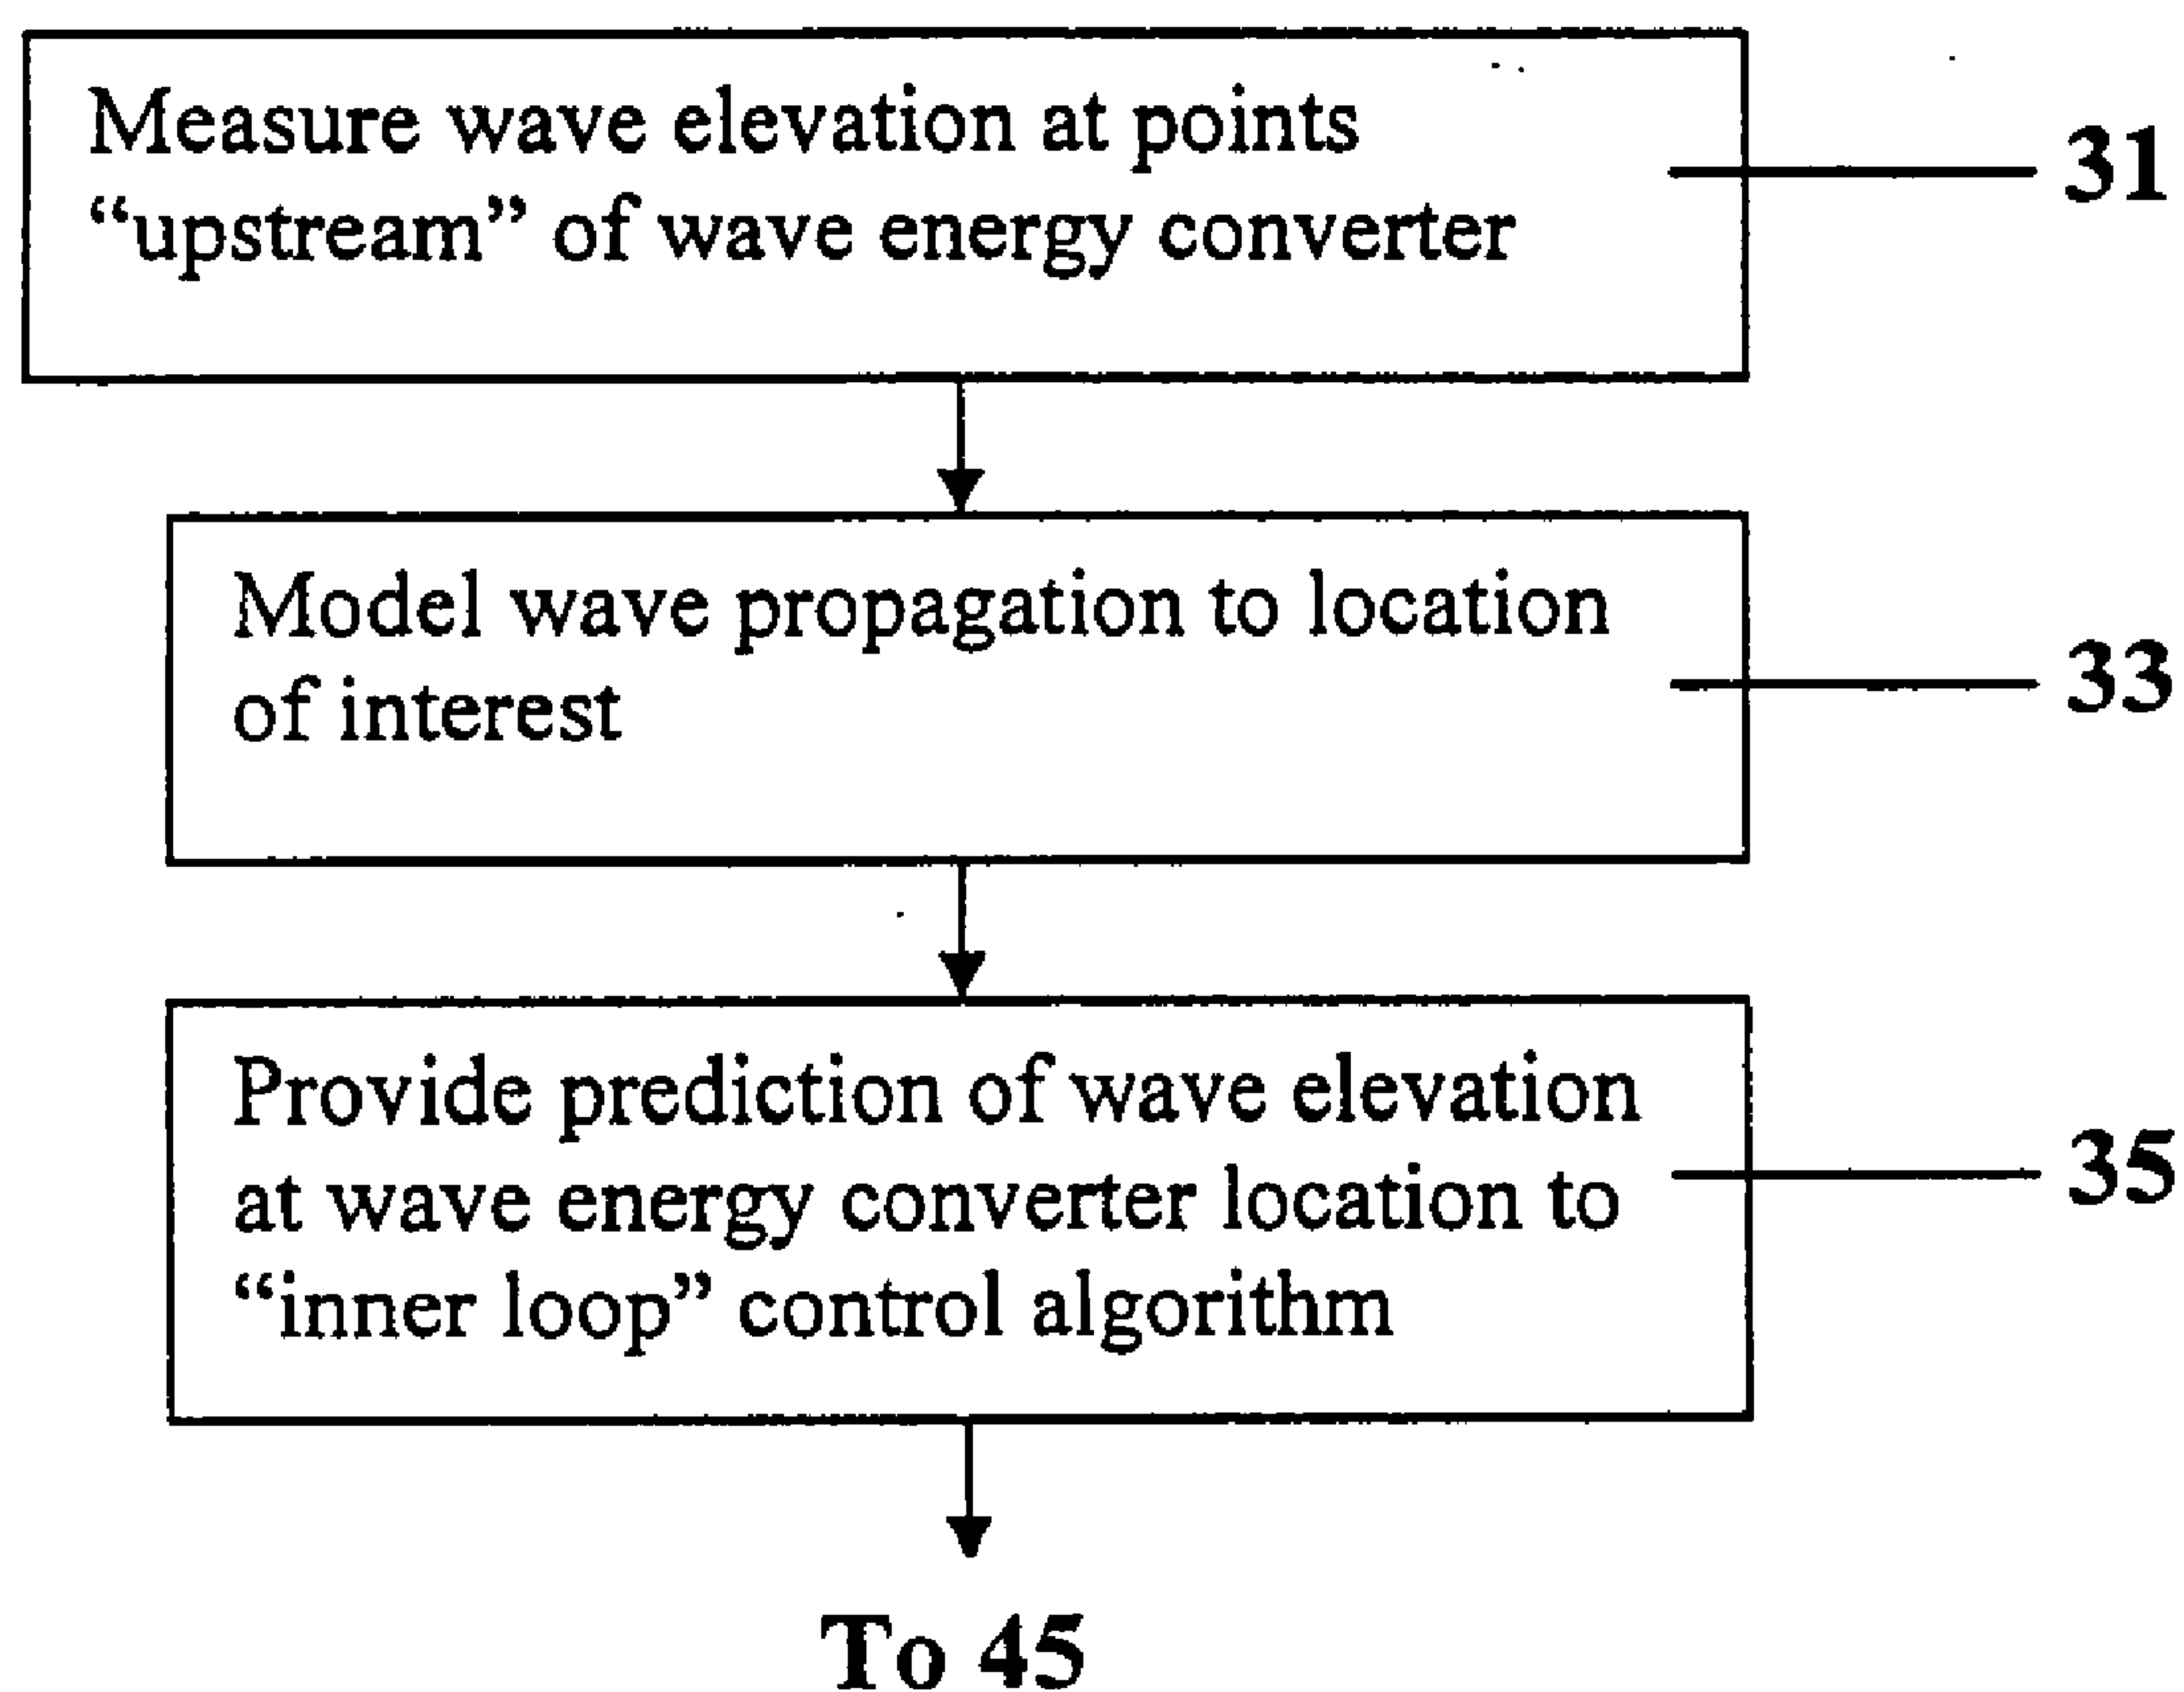 Measure wave elevation at points
“upstream” of wave energy converter
31
Model wave propagation to location
of interest
33
Provide prediction of wave elevation
at wave energy converter location to
“inner loop” control algorithm
35
To 45